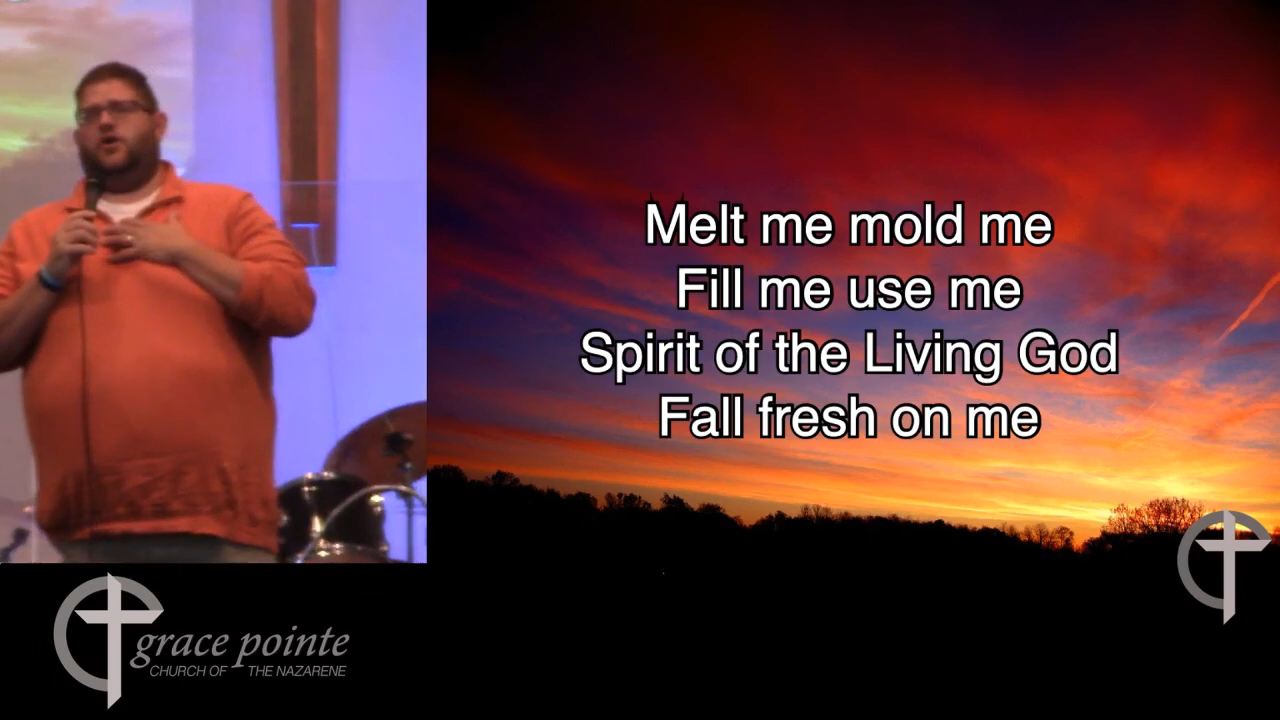 Melt me mold me
Fill me use me
Spirit of the Living God
Fall fresh on me
grace pointe
CHURCH OF THE NAZARENE